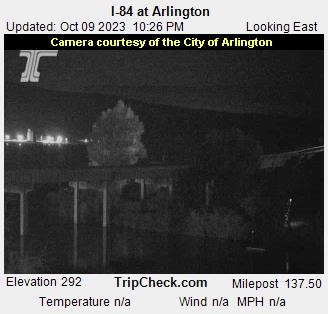 I-84 at Arlington
Updated: Oct 09 2023 10:26 PM Looking East
Camera courtesy of the City of Arlington
Elevation 292 TripCheck.com Milepost 137.50
Temperature n/a Wind n/a MPH n/a